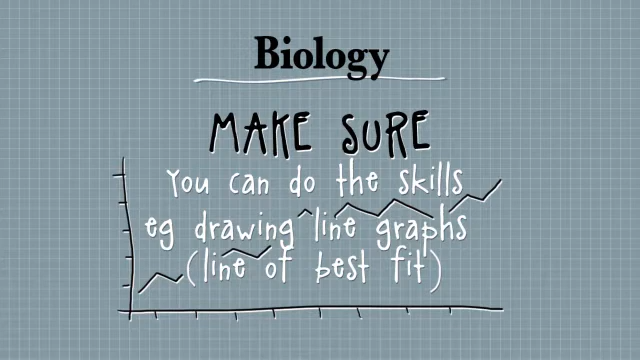 Biology
MAKE SURE
You can do the skills
eg drawing line graphs
(line of best fit)